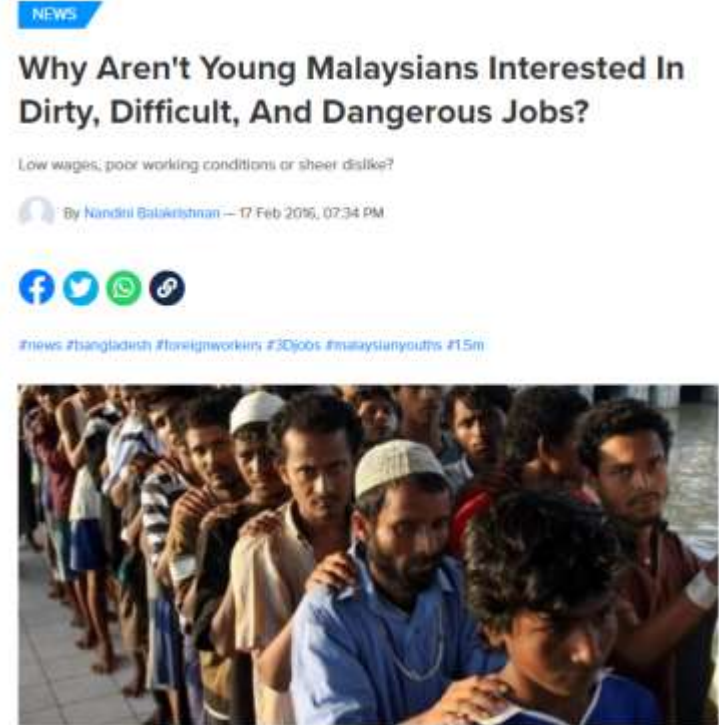 NEWS
Why Aren't Young Malaysians Interested In
Dirty, Difficult, And Dangerous Jobs?
Low wages, poor working conditions or sheer dislike?
By Nandini Balakrishnan — 17 Feb 2016, 07:34 PM
#news #bangladesh #foreignworkers #3Djobs #malaysianyouths #1.5m